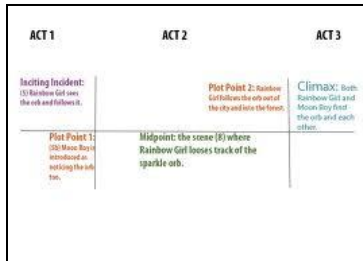 ACT 1
ACT 2
ACT 3
Inciting Incident:
(5) Rainbow Girl sees
the orb and follows it.
Plot Point 2: Rainbow
Girl follows the orb out of
the city and into the forest.
Climax: Both
Rainbow Girl and
Moon Boy find
the orb and each
other.
Plot Point 1:
Moon Boy is
introduced as
noticing the orb
too.
Midpoint: the scene (8) where
Rainbow Girl looses track of the
sparkle orb.